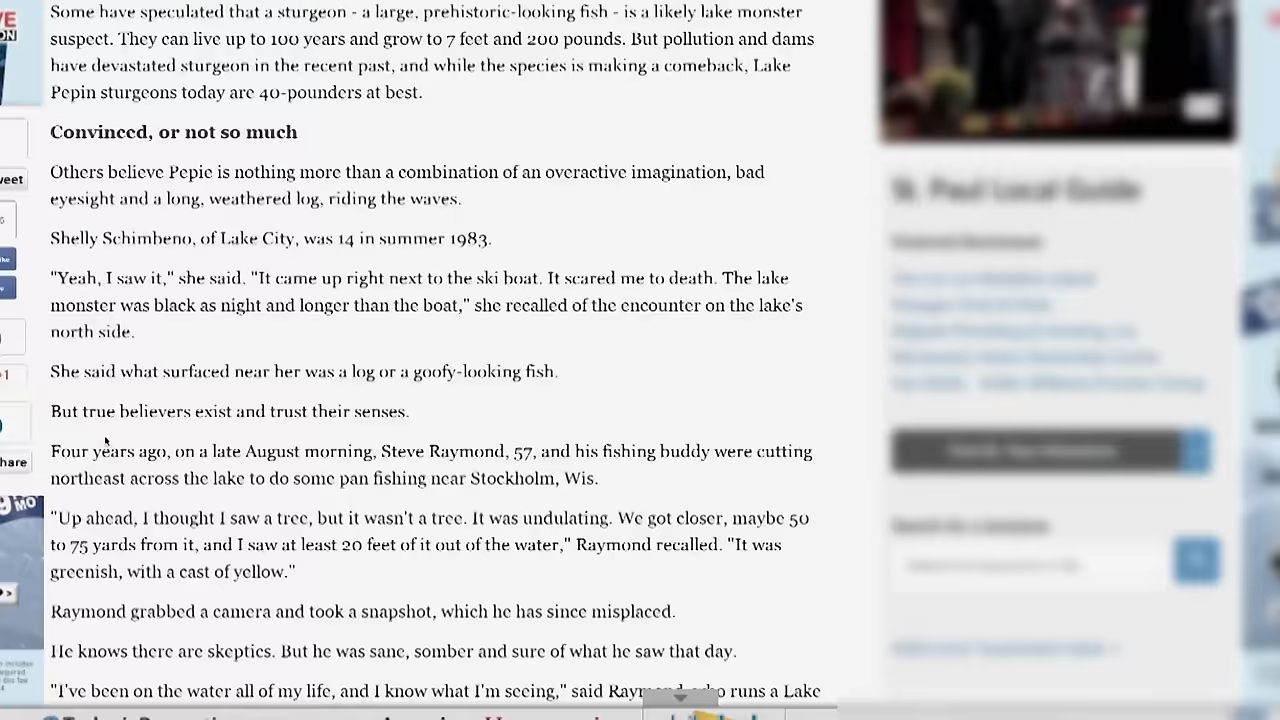 Some have speculated that a sturgeon - a large, prehistoric-looking fish - is a likely lake monster
suspect. They can live up to 100 years and grow to 7 feet and 200 pounds. But pollution and dams
have devastated sturgeon in the recent past, and while the species is making a comeback, Lake
Pepin sturgeons today are 40-pounders at best.
Convinced, or not so much
Others believe Pepie is nothing more than a combination of an overactive imagination, bad
eyesight and a long, weathered log, riding the waves.
Shelly Schimbeno, of Lake City, was 14 in summer 1983.
"Yeah, I saw it," she said. "It came up right next to the ski boat. It scared me to death. The lake
monster was black as night and longer than the boat," she recalled of the encounter on the lake's
north side.
She said what surfaced near her was a log or a goofy-looking fish.
But true believers exist and trust their senses.
Four years ago, on a late August morning, Steve Raymond, 57, and his fishing buddy were cutting
northeast across the lake to do some pan fishing near Stockholm, Wis.
"Up ahead, I thought I saw a tree, but it wasn't a tree. It was undulating. We got closer, maybe 50
to 75 yards from it, and I saw at least 20 feet of it out of the water," Raymond recalled. "It was
greenish, with a cast of yellow."
Raymond grabbed a camera and took a snapshot, which he has since misplaced.
He knows there are skeptics. But he was sane, somber and sure of what he saw that day.
"I've been on the water all of my life, and I know what I'm seeing," said runs a Lake
St. Paul Local Guide